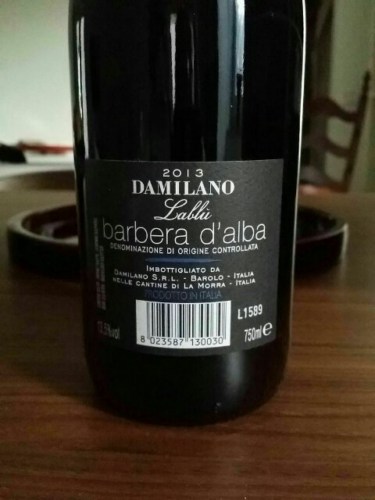 2013
DAMILANO
Lablù
barbera d'alba
DENOMINAZIONE DI ORIGINE CONTROLLATA
IMBOTTIGLIATO DA
DAMILANO S.R.L. - BAROLO - ITALIA
NELLE CANTINE DI LA MORRA - ITALIA
PRODOTTO IN ITALIA
L1589
750ml e
8 023587 130030